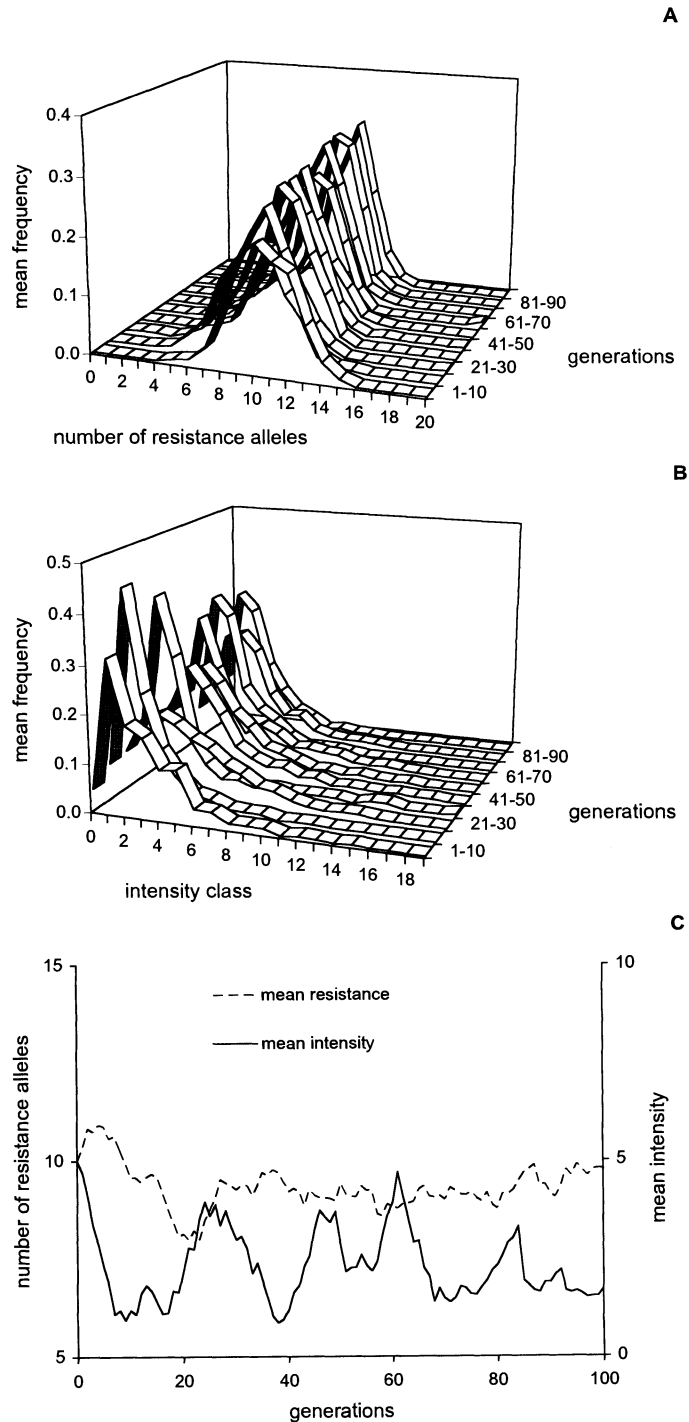 A
0.4
0.3
0.2
0.1
0.0
mean frequency
0 2 4 6 8 10 12 14 16 18 20
number of resistance alleles
81-90
61-70
41-50
21-30
1-10
generations
B
0.5
0.4
0.3
0.2
0.1
0.0
mean frequency
0 2 4 6 8 10 12 14 16 18
intensity class
81-90
61-70
41-50
21-30
1-10
generations
C
15
10
5
number of resistance alleles
mean resistance
mean intensity
10
5
0
mean intensity
0 20 40 60 80 100
generations